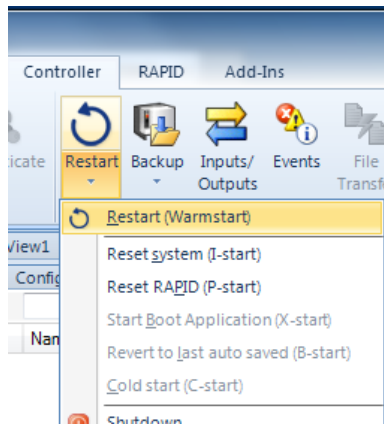 Controller RAPID Add-Ins
icate Restart Backup Inputs/ Events File
Outputs Transf
Restart (Warmstart)
View1
Reset system (I-start)
Config
Reset RAPID (P-start)
Nam
Start Boot Application (X-start)
Revert to last auto saved (B-start)
Cold start (C-start)
Shutdown